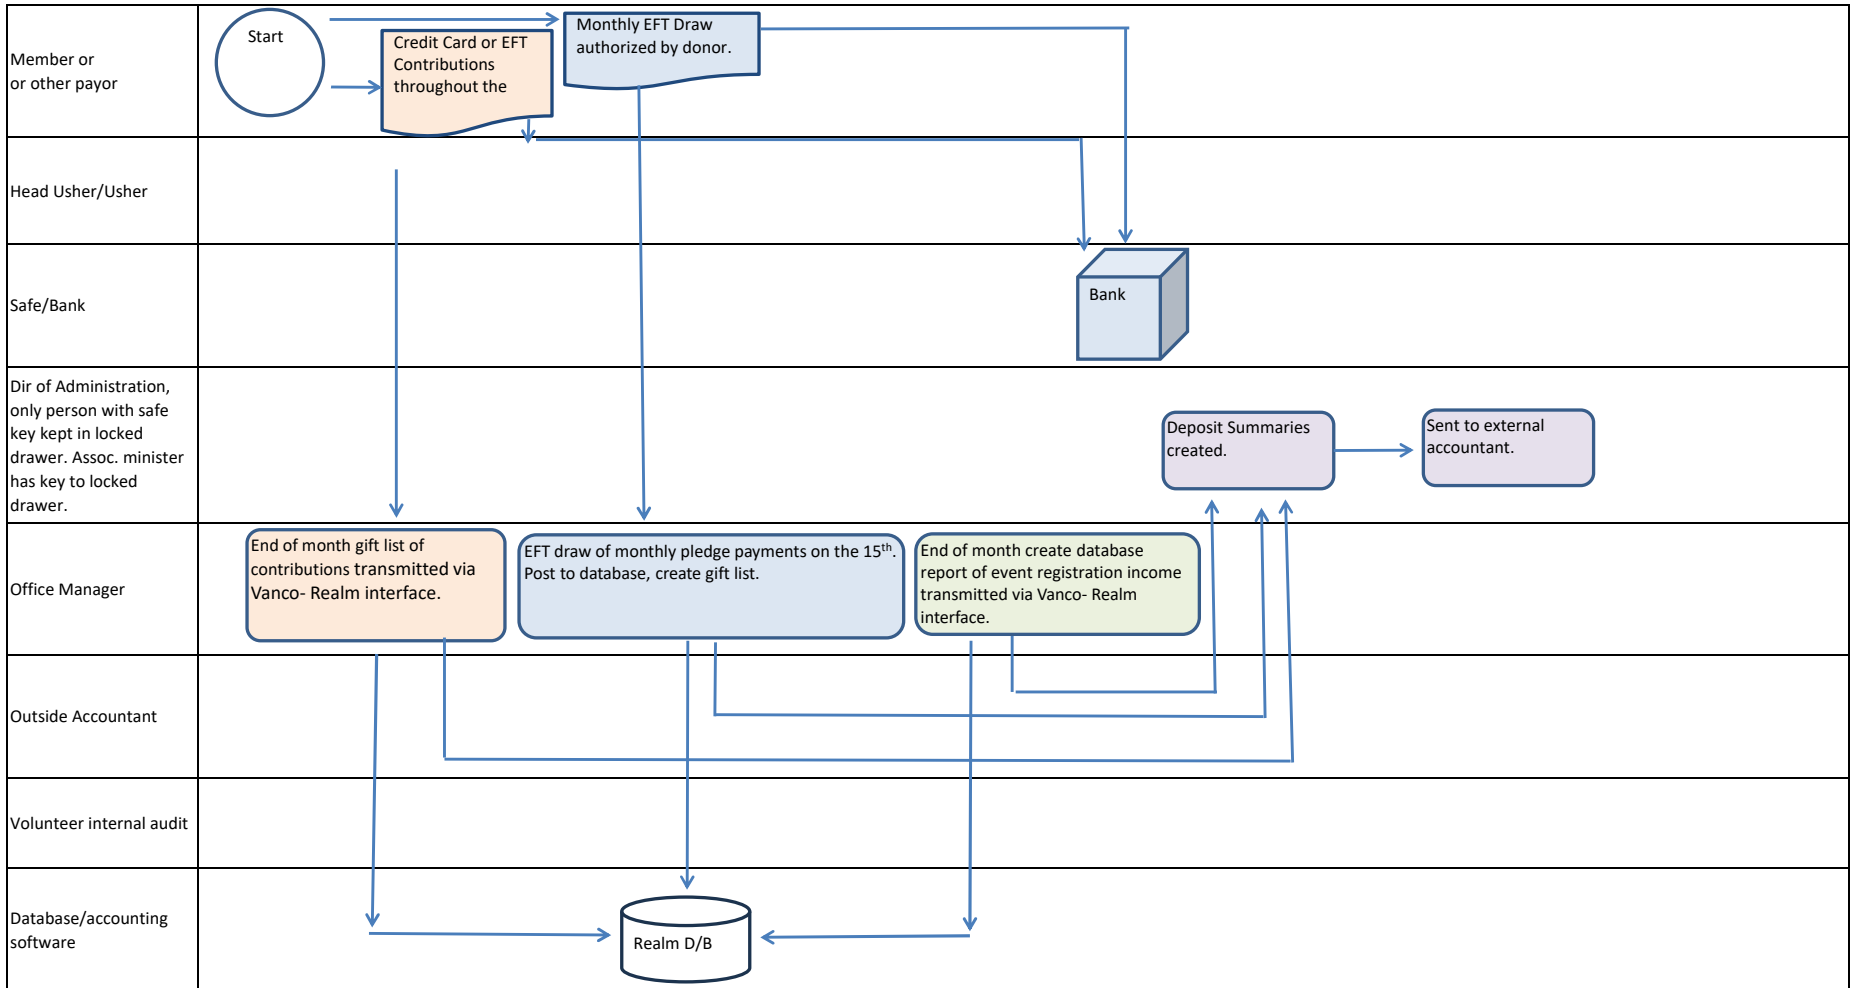 Member or
or other payor
Start
Credit Card or EFT
Contributions
throughout the
Monthly EFT Draw
authorized by donor.
Head Usher/Usher
Safe/Bank
Bank
Dir of Administration,
only person with safe
key kept in locked
drawer. Assoc. minister
has key to locked
drawer.
Deposit Summaries
created.
Sent to external
accountant.
Office Manager
End of month gift list of
contributions transmitted via
Vanco- Realm interface.
EFT draw of monthly pledge payments on the 15th.
Post to database, create gift list.
End of month create database
report of event registration income
transmitted via Vanco- Realm
interface.
Outside Accountant
Volunteer internal audit
Database/accounting
software
Realm D/B